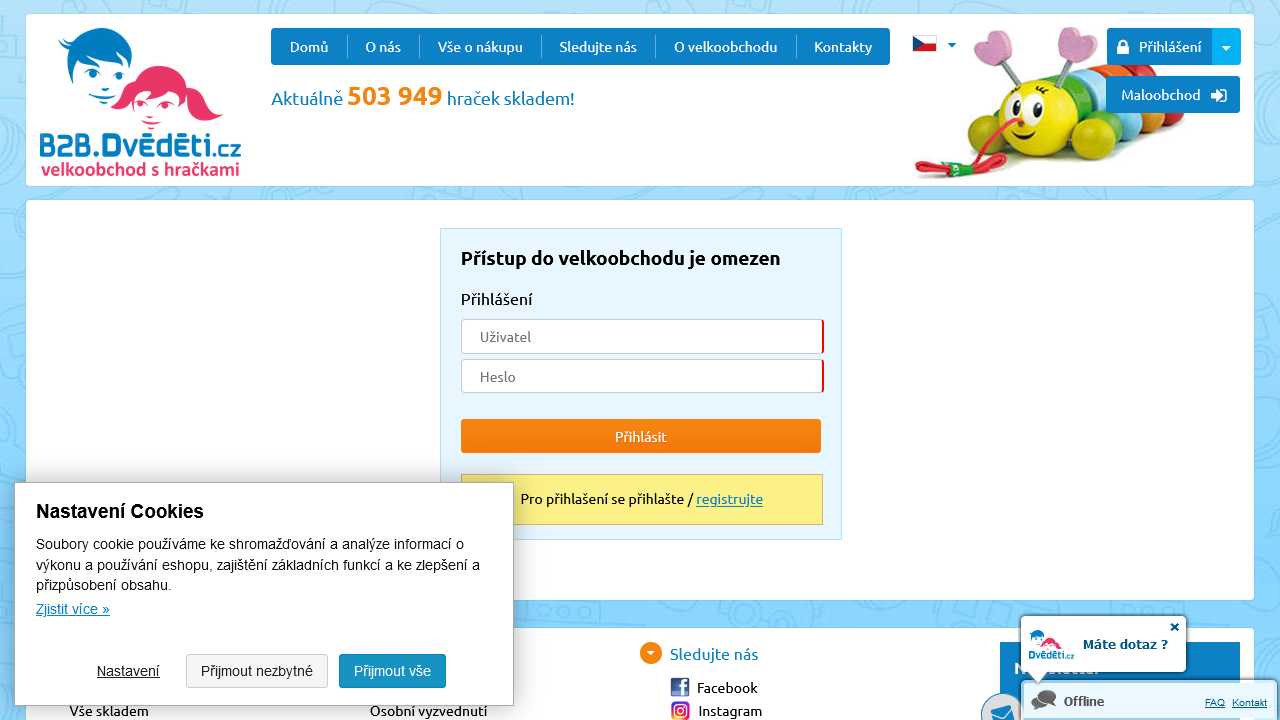 Domů
O nás
Vše o nákupu
Sledujte nás
O velkoobchodu
Kontakty
Přihlášení
Aktuálně 503 949 hraček skladem!
Maloobchod
B2B.Dvěděti.cz
velkoobchod s hračkami
Přístup do velkoobchodu je omezen
Přihlášení
Uživatel
Heslo
Přihlásit
Pro přihlašení se přihlašte / registrujte
Nastavení Cookies
Soubory cookie používáme ke shromažďování a analýze informací o
výkonu a používání eshopu, zajištění základních funkcí a ke zlepšení a
přizpůsobení obsahu.
Zjistit více »
Nastavení
Přijmout nezbytné
Přijmout vše
Vše skladem
Osobní vyzvednutí
Sledujte nás
Facebook
Instagram
Dvěděti.cz
Máte dotaz ?
Offline
FAQ
Kontakt